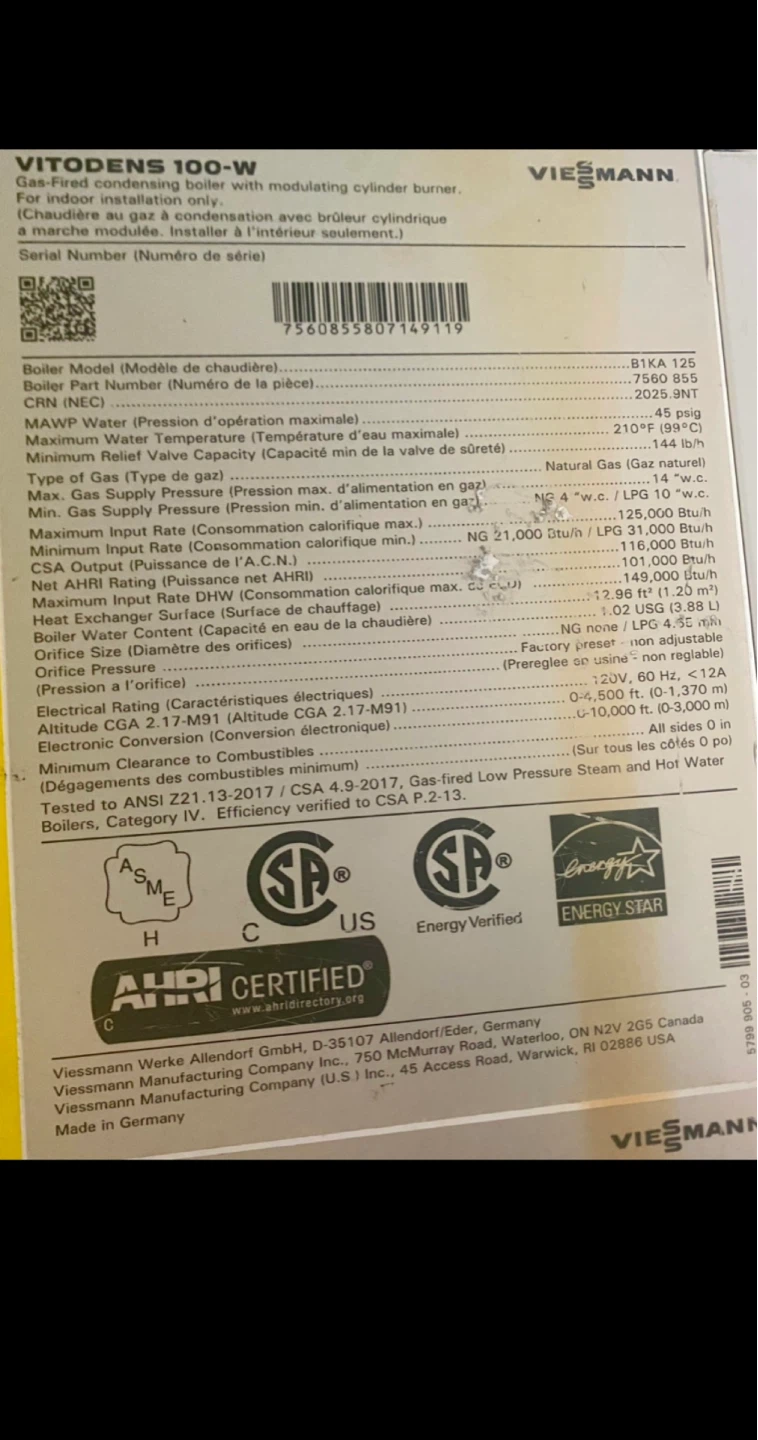 VITODENS 100-W
VIESSMANN
Gas-Fired condensing boiler with modulating cylinder burner.
For indoor installation only.
(Chaudière au gaz à condensation avec brûleur cylindrique
a marche modulée. Installer à l'intérieur seulement.)
Serial Number (Numéro de série)
7560855807149119
Boiler Model (Modèle de chaudière)..........B1KA 125
Boiler Part Number (Numéro de la pièce)..........7560 855
CRN (NEC) ..........2025.9NT
MAWP Water (Pression d'opération maximale)..........45 psig
Maximum Water Temperature (Température d'eau maximale) .......... 210°F (99°C)
Minimum Relief Valve Capacity (Capacité min de la valve de sûreté)..........144 lb/h
Type of Gas (Type de gaz) .......... Natural Gas (Gaz naturel)
Max. Gas Supply Pressure (Pression max. d'alimentation en gaz) .......... 14 "w.c.
Min. Gas Supply Pressure (Pression min. d'alimentation en gaz).......... NG 4 "w.c. / LPG 10 "w.c.
Maximum Input Rate (Consommation calorifique max.) ..........125,000 Btu/h
Minimum Input Rate (Consommation calorifique min.).......... NG 21,000 Btu/h / LPG 31,000 Btu/h
CSA Output (Puissance de l'A.C.N.) ..........116,000 Btu/h
Net AHRI Rating (Puissance net AHRI) ..........101,000 Btu/h
Maximum Input Rate DHW (Consommation calorifique max. ..........149,000 Btu/h
Heat Exchanger Surface (Surface de chauffage) ..........12.96 ft² (1.20 m²)
Boiler Water Content (Capacité en eau de la chaudière) ..........1.02 USG (3.88 L)
Orifice Size (Diamètre des orifices) ..........NG none / LPG mm
Orifice Pressure .......... Factory preset - non adjustable
(Pression a l'orifice) ..........(Prereglee en usine - non reglable)
Electrical Rating (Caractéristiques électriques) .......... 120V, 60 Hz, <12A
Altitude CGA 2.17-M91 (Altitude CGA 2.17-M91) .......... 0-4,500 ft. (0-1,370 m)
Electronic Conversion (Conversion électronique)..........0-10,000 ft. (0-3,000 m)
Minimum Clearance to Combustibles .......... All sides 0 in
(Dégagements des combustibles minimum) ..........(Sur tous les côtés 0 po)
Tested to ANSI Z21.13-2017 / CSA 4.9-2017, Gas-fired Low Pressure Steam and Hot Water
Boilers, Category IV. Efficiency verified to CSA P.2-13.
ASME
H
CSA®
C US
CSA®
Energy Verified
energy
ENERGY STAR
AHRI CERTIFIED®
www.ahridirectory.org
C
Viessmann Werke Allendorf GmbH, D-35107 Allendorf/Eder, Germany
Viessmann Manufacturing Company Inc., 750 McMurray Road, Waterloo, ON N2V 2G5 Canada
Viessmann Manufacturing Company (U.S.) Inc., 45 Access Road, Warwick, RI 02886 USA
Made in Germany
5799 905 - 03
VIESSMANN